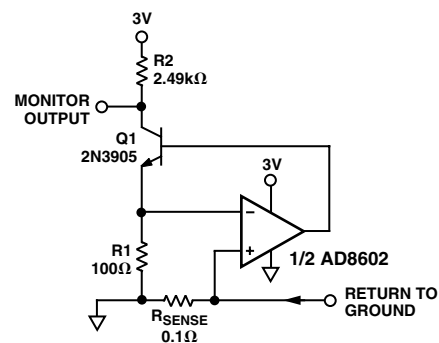 3V
R2
2.49kΩ
MONITOR
OUTPUT
Q1
2N3905
3V
−
+
1/2 AD8602
R1
100Ω
RETURN TO
GROUND
RSENSE
0.1Ω